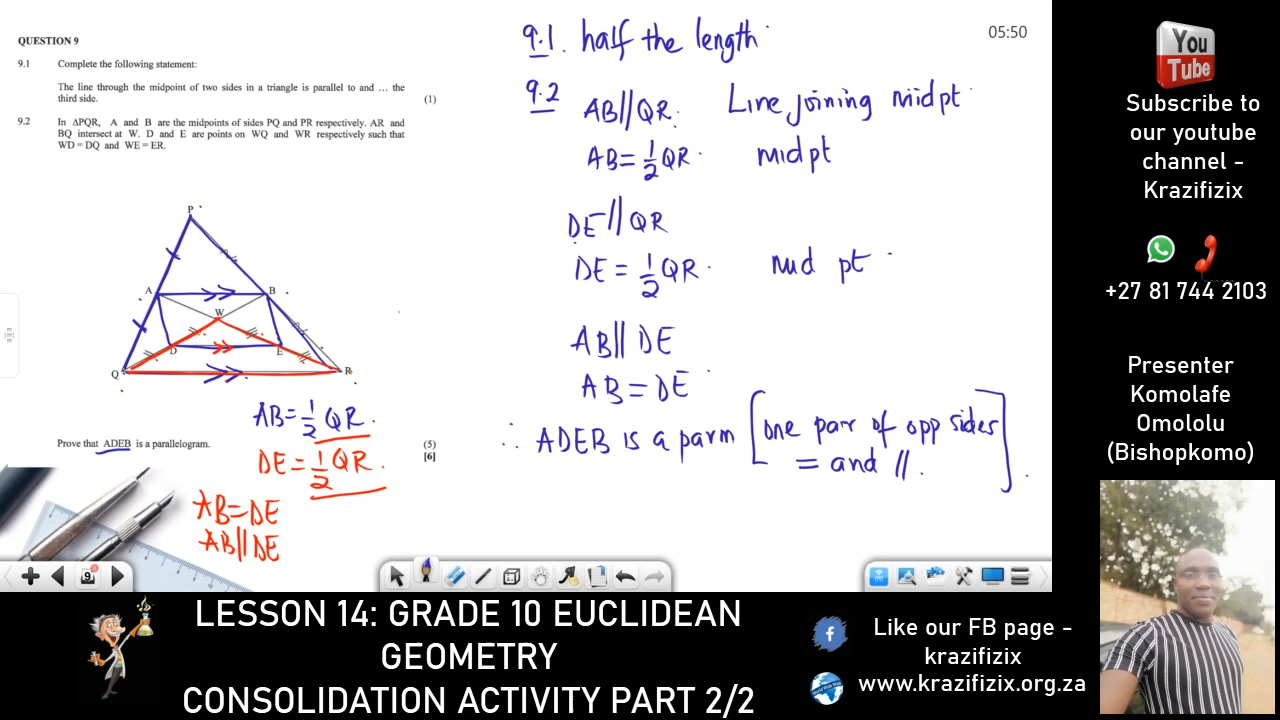 QUESTION 9
9.1 Complete the following statement:
The line through the midpoint of two sides in a triangle is parallel to and … the
third side. (1)
9.2 In ΔPQR, A and B are the midpoints of sides PQ and PR respectively. AR and
BQ intersect at W. D and E are points on WQ and WR respectively such that
WD = DQ and WE = ER.
P
A
B
W
D
E
Q
R
AB = 1/2 QR.
Prove that ADEB is a parallelogram. (5)
[6]
DE = 1/2 QR.
AB = DE
AB // DE
05:50
9.1. half the length
9.2 AB // QR. Line joining midpt
AB = 1/2 QR. midpt
DE // QR
DE = 1/2 QR. mid pt
AB // DE
AB = DE
∴ ADEB is a parm [one pair of opp sides
= and //.]
9
You
Tube
Subscribe to
our youtube
channel -
Krazifizix
+27 81 744 2103
Presenter
Komolafe
Omololu
(Bishopkomo)
LESSON 14: GRADE 10 EUCLIDEAN
GEOMETRY
CONSOLIDATION ACTIVITY PART 2/2
f
Like our FB page -
krazifizix
www.krazifizix.org.za